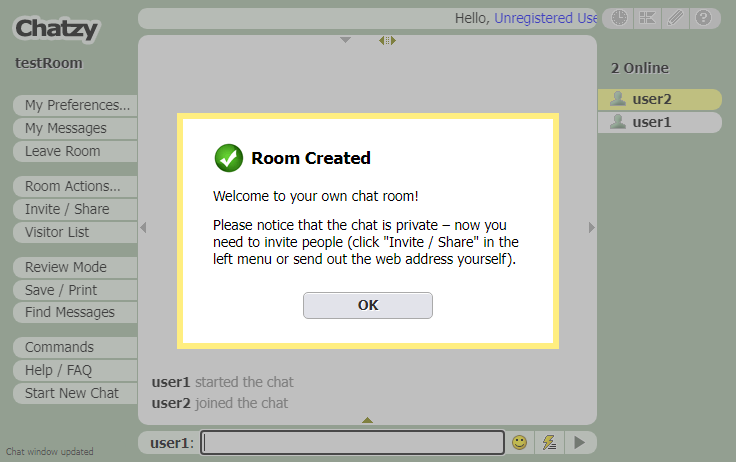 Chatzy
testRoom
My Preferences...
My Messages
Leave Room
Room Actions...
Invite / Share
Visitor List
Review Mode
Save / Print
Find Messages
Commands
Help / FAQ
Start New Chat
Chat window updated
Hello, Unregistered Use
Room Created
Welcome to your own chat room!
Please notice that the chat is private – now you
need to invite people (click "Invite / Share" in the
left menu or send out the web address yourself).
OK
user1 started the chat
user2 joined the chat
user1:
2 Online
user2
user1